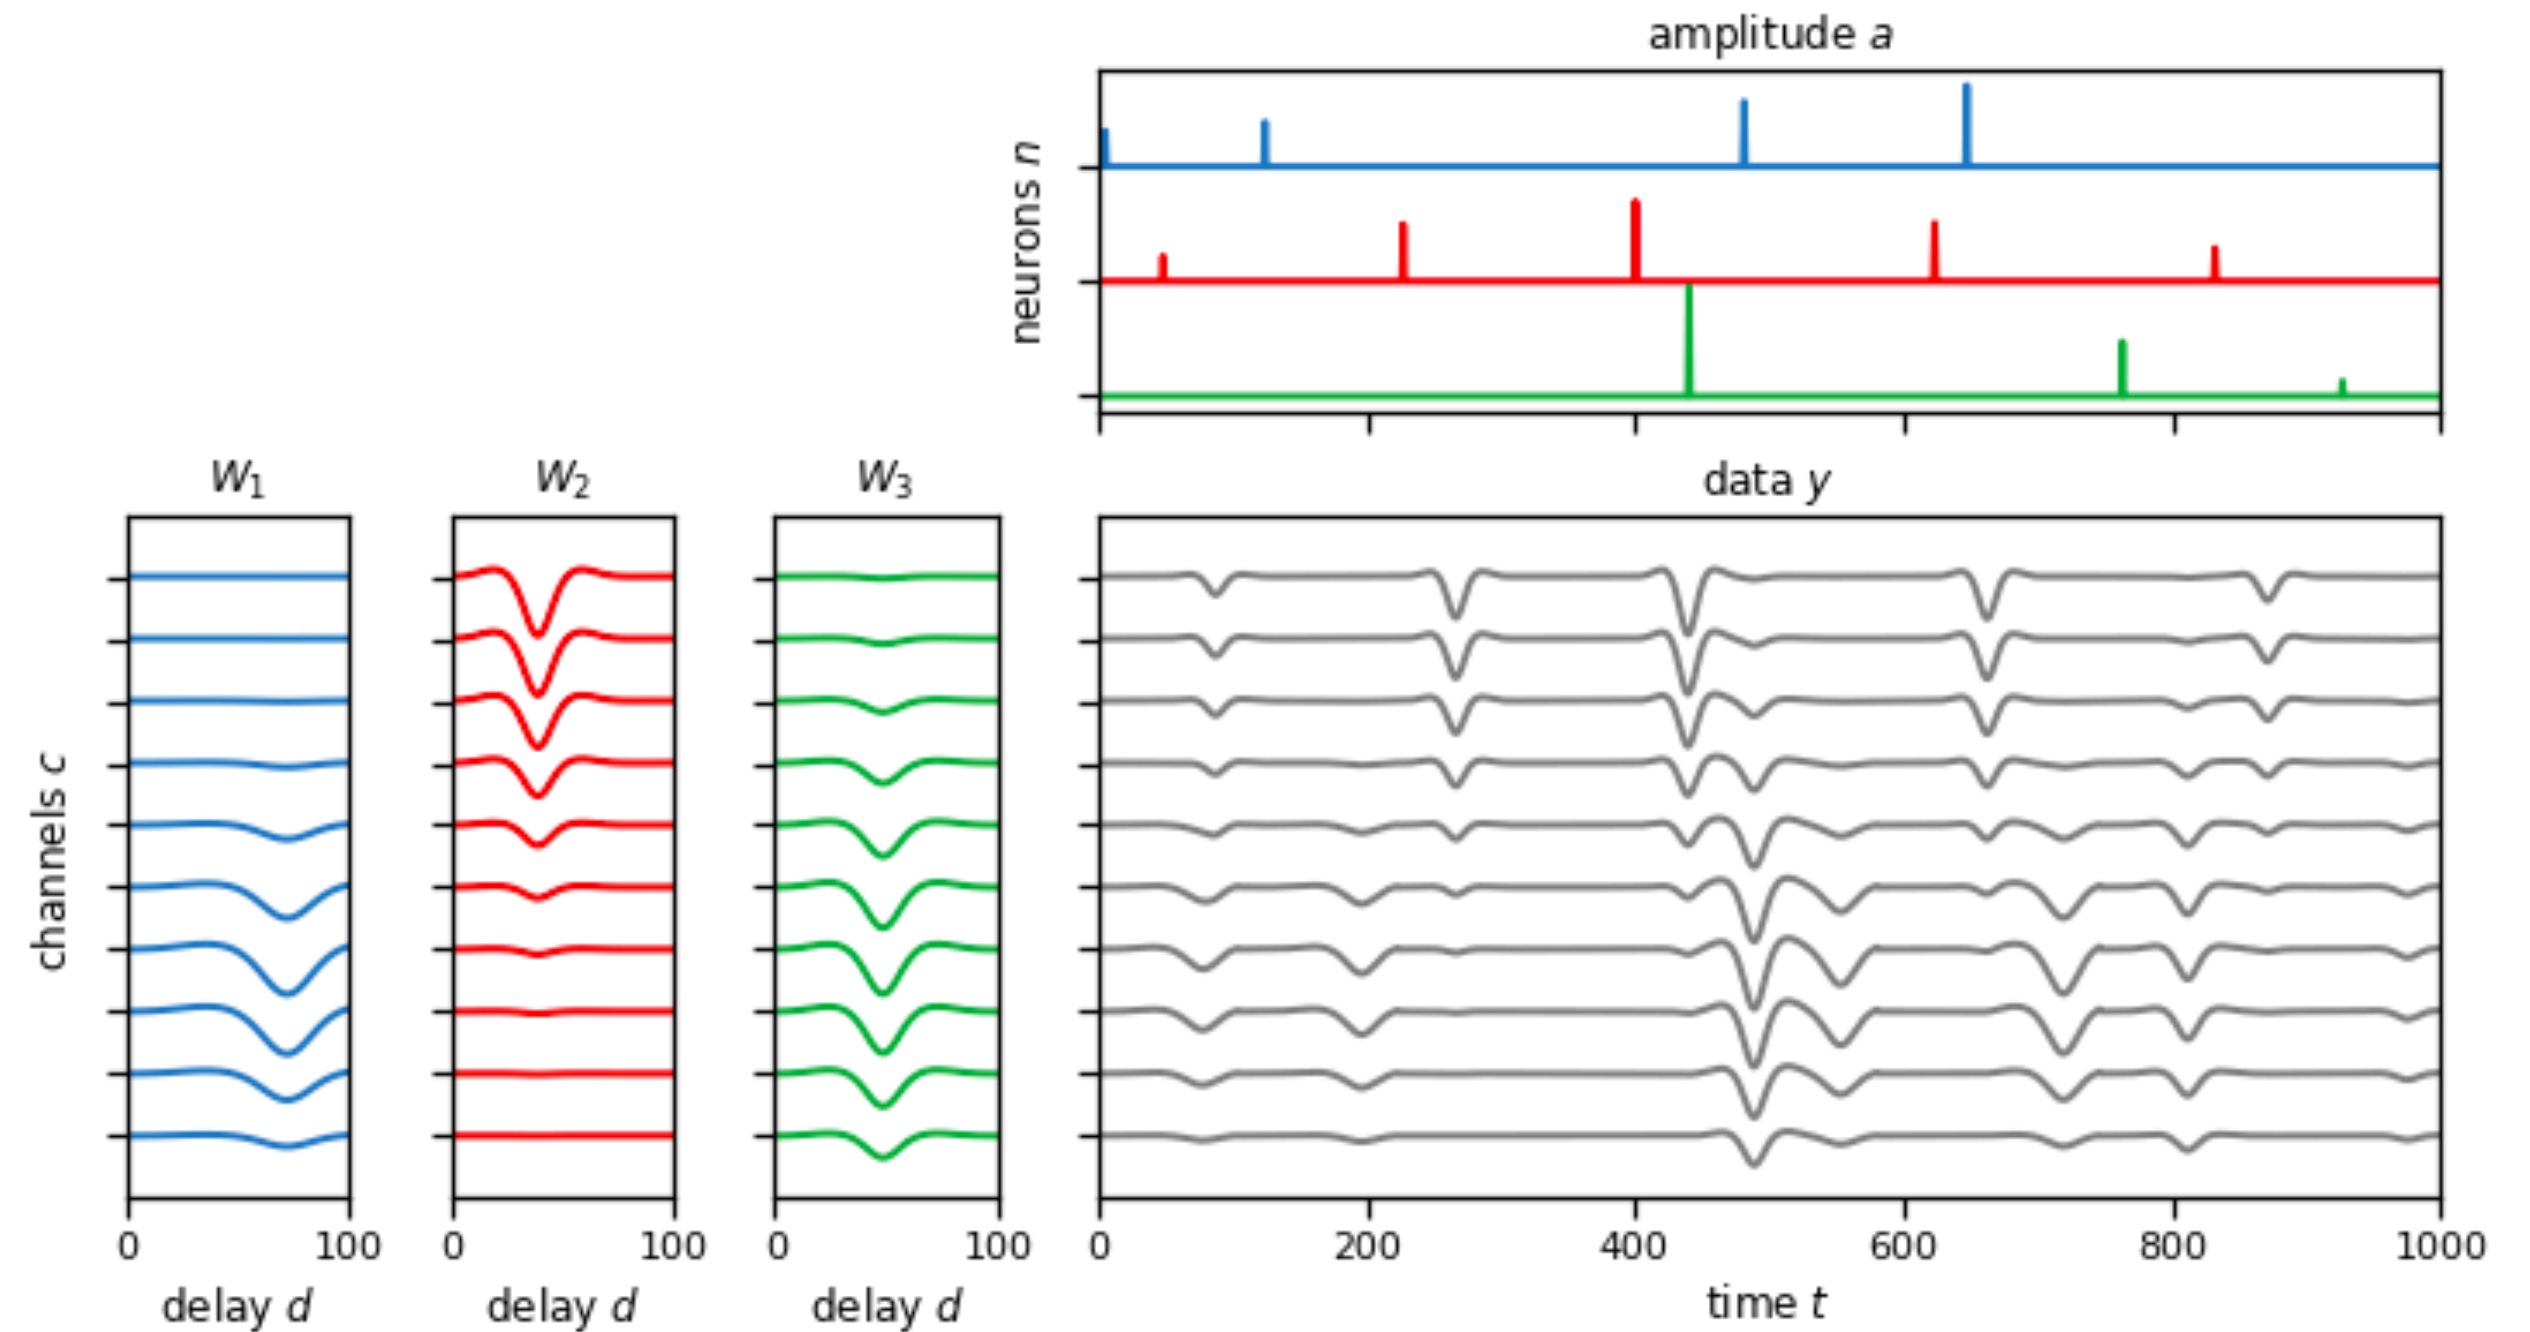 amplitude a
neurons n
W1
W2
W3
data y
channels c
0 100
0 100
0 100
0 200 400 600 800 1000
delay d
delay d
delay d
time t